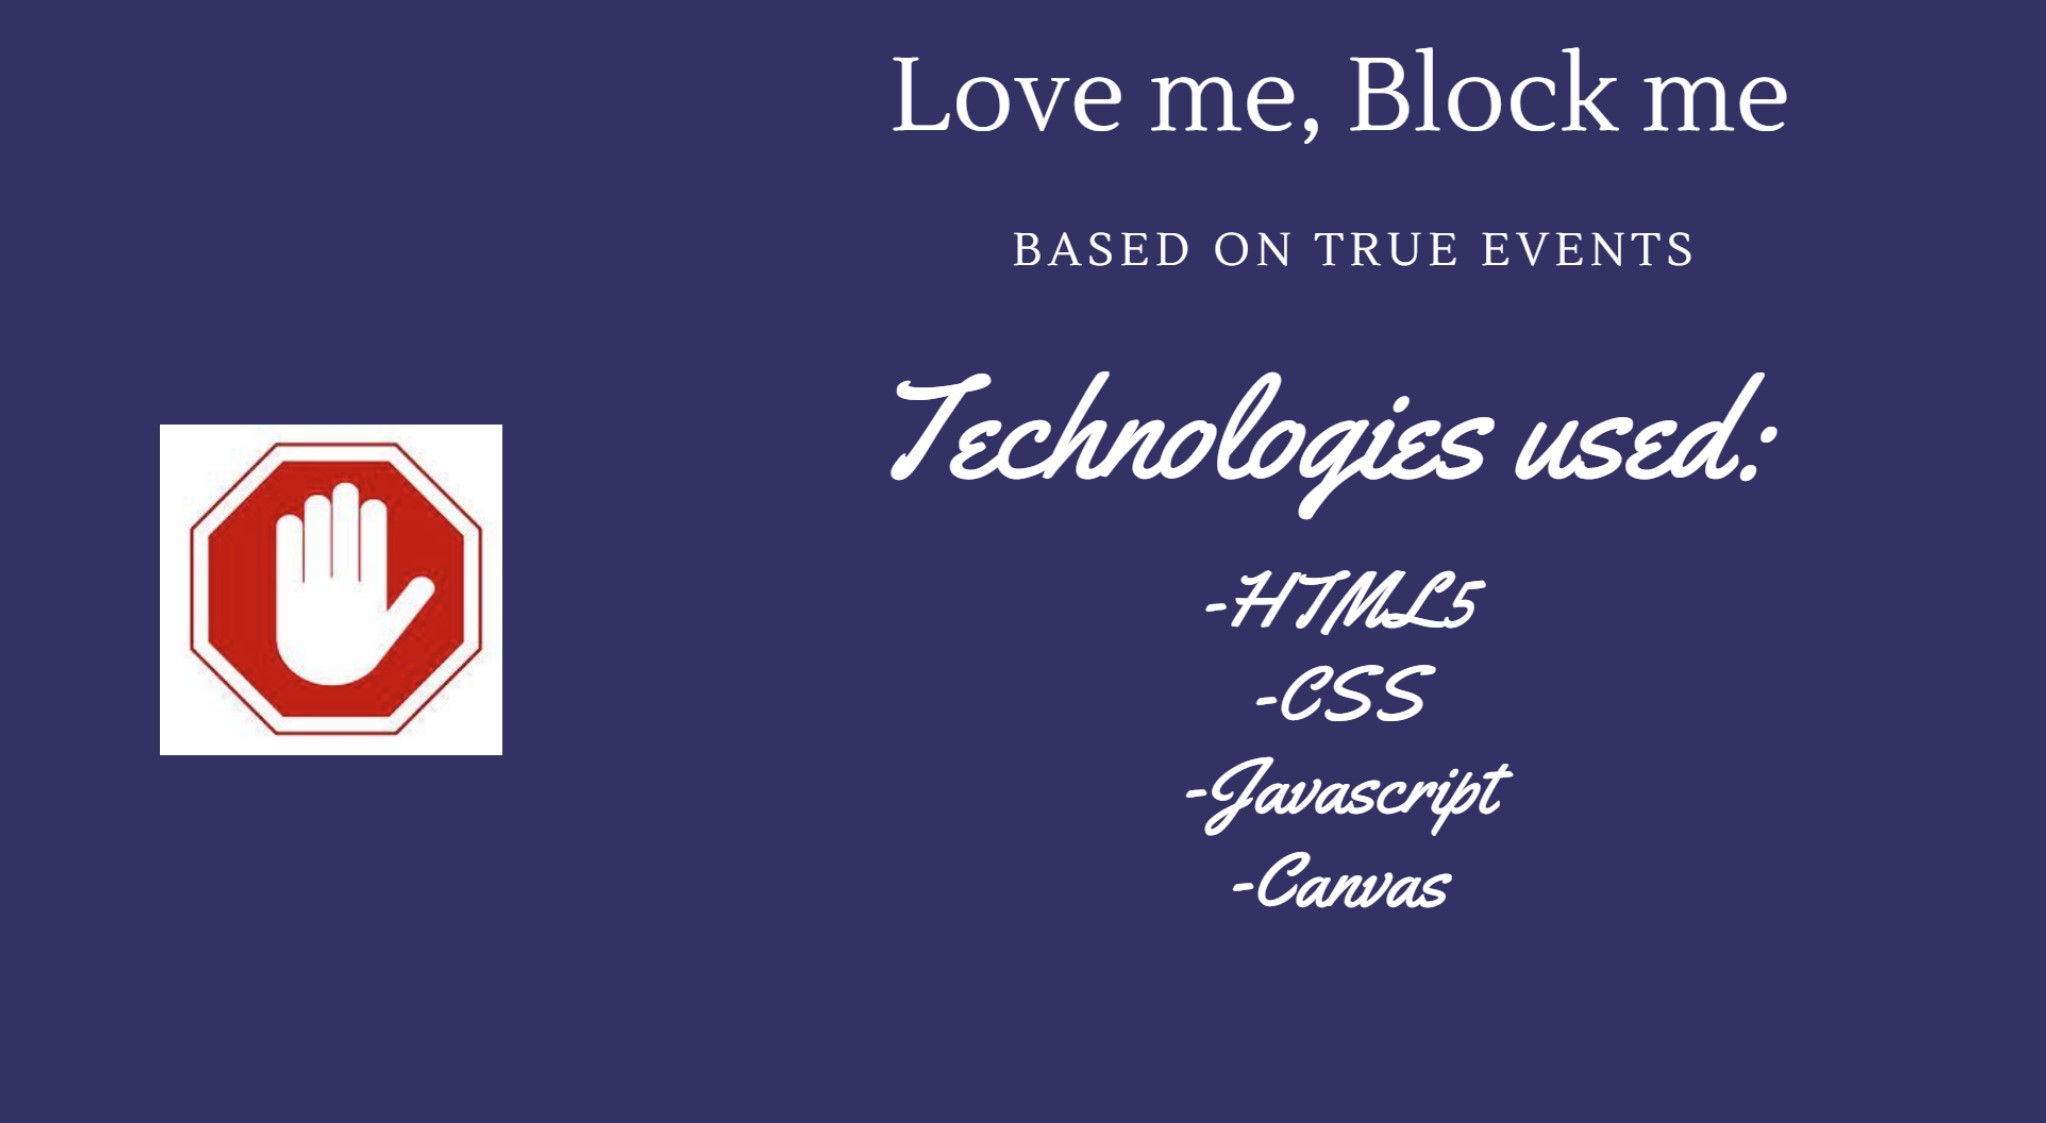 Love me, Block me
BASED ON TRUE EVENTS
Technologies used:
-HTML5
-CSS
-Javascript
-Canvas